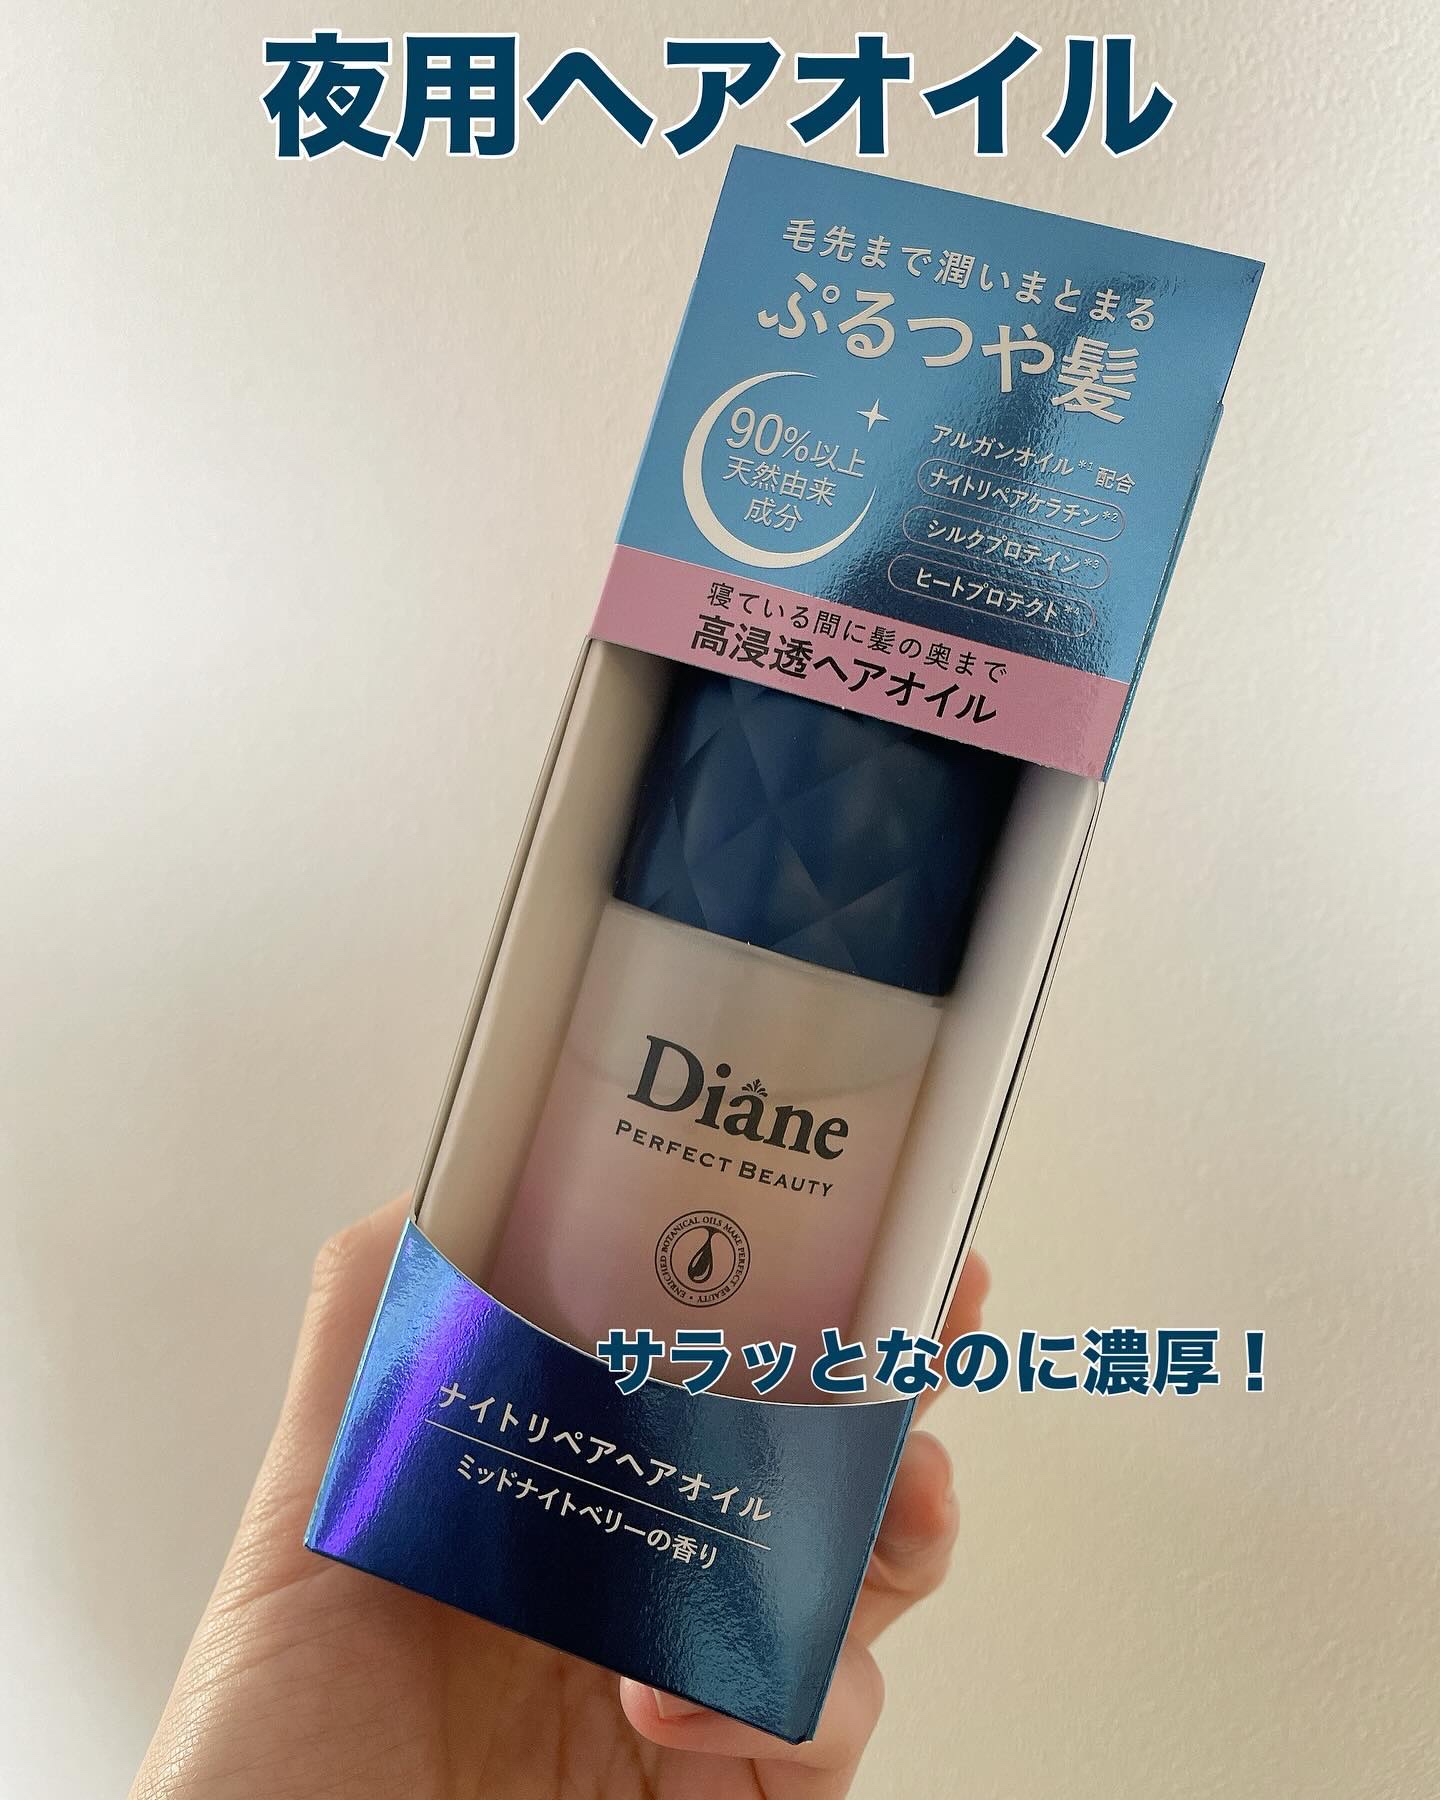 夜用ヘアオイル
毛先まで潤いまとまる
ぷるつや髪
90%以上
天然由来
成分
アルガンオイル*1配合
ナイトリペアケラチン*2
シルクプロテイン*3
ヒートプロテクト*4
寝ている間に髪の奥まで
高浸透ヘアオイル
Diane
PERFECT BEAUTY
ENRICHED BOTANICAL OILS MAKE PERFECT BEAUTY •
サラッとなのに濃厚！
ナイトリペアヘアオイル
ミッドナイトベリーの香り